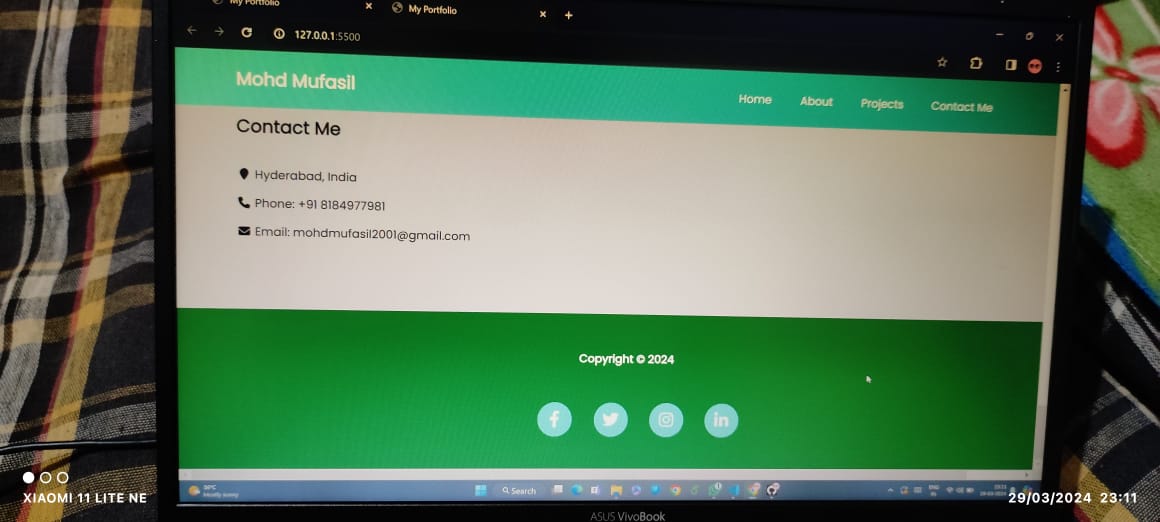 My Portfolio
My Portfolio
127.0.0.1:5500
Mohd Mufasil
Home About Projects Contact Me
Contact Me
Hyderabad, India
Phone: +91 8184977981
Email: mohdmufasil2001@gmail.com
Copyright © 2024
Search
XIAOMI 11 LITE NE
29/03/2024 23:11
ASUS VivoBook